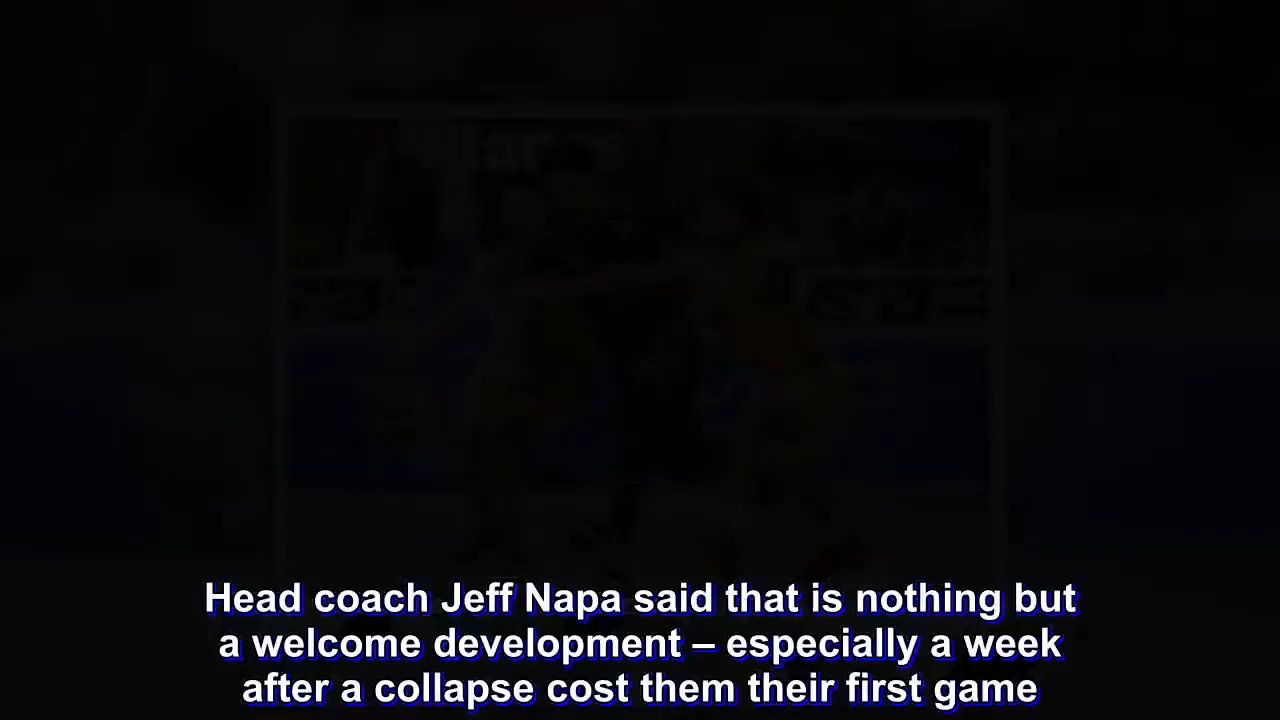 Head coach Jeff Napa said that is nothing but
a welcome development – especially a week
after a collapse cost them their first game